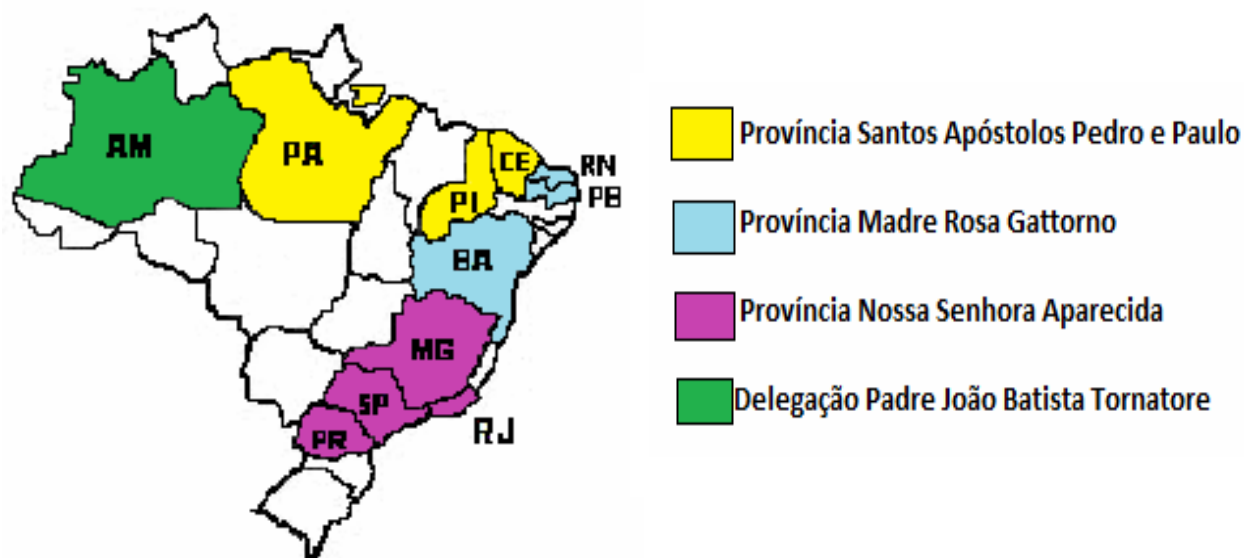 AM
PA
PI
CE
RN
PB
BA
MG
SP
PR
RJ
Província Santos Apóstolos Pedro e Paulo
Província Madre Rosa Gattorno
Província Nossa Senhora Aparecida
Delegação Padre João Batista Tornatore